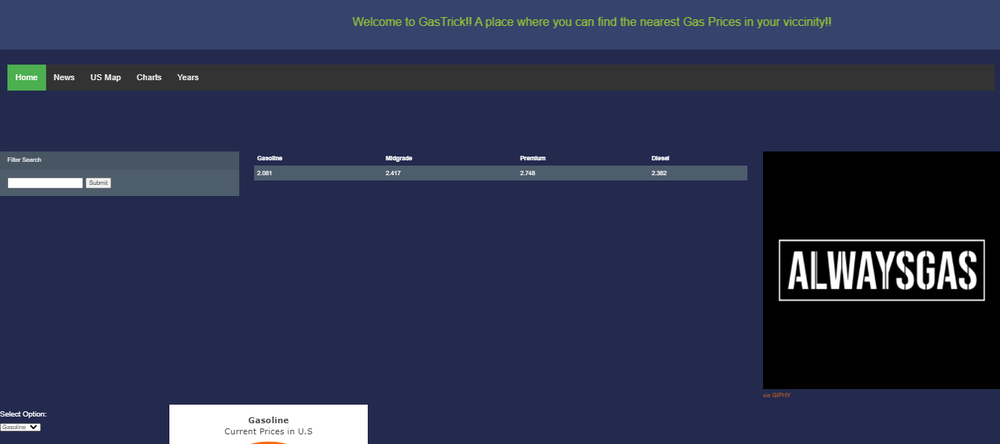 Welcome to GasTrick!! A place where you can find the nearest Gas Prices in your viccinity!!
Home News US Map Charts Years
Filter Search
Submit
Gasoline Midgrade Premium Diesel
2.081 2.417 2.748 2.382
ALWAYSGAS
via GIPHY
Select Option:
Gasoline
Gasoline
Current Prices in U.S